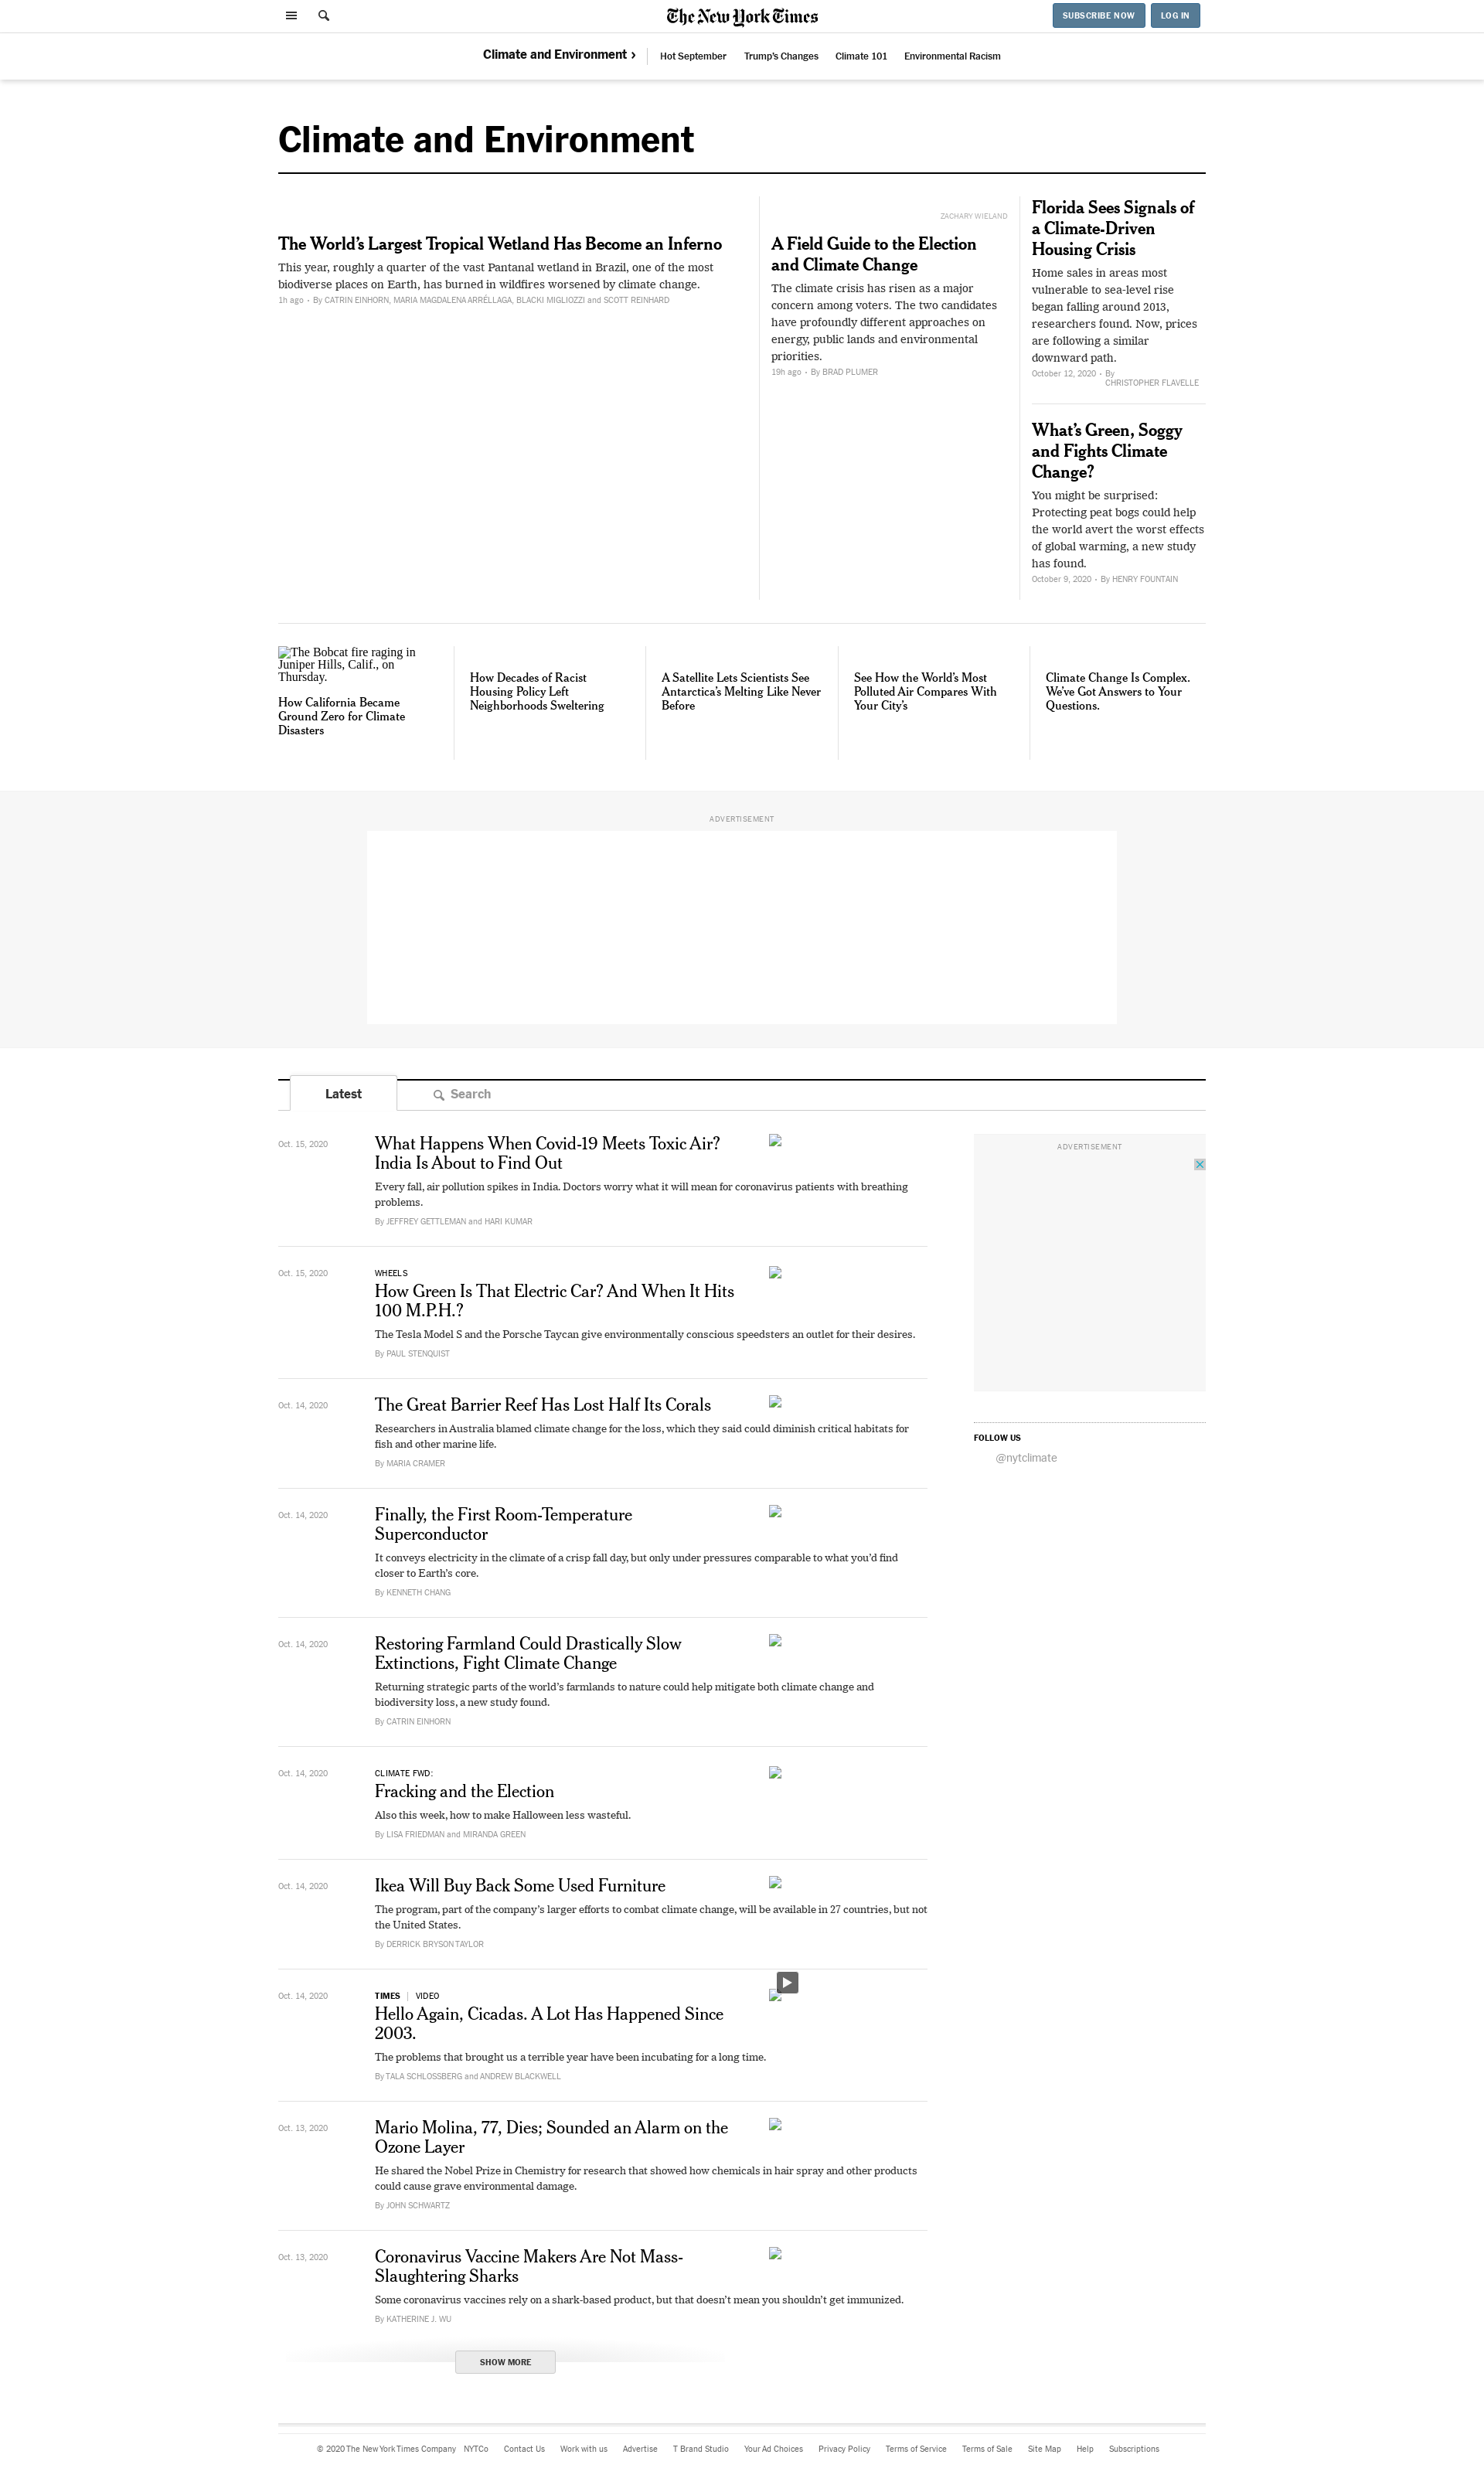 The New York Times
SUBSCRIBE NOW
LOG IN
Climate and Environment ›
Hot September
Trump's Changes
Climate 101
Environmental Racism
Climate and Environment
The World's Largest Tropical Wetland Has Become an Inferno
This year, roughly a quarter of the vast Pantanal wetland in Brazil, one of the most
biodiverse places on Earth, has burned in wildfires worsened by climate change.
1h ago • By CATRIN EINHORN, MARIA MAGDALENA ARRÉLLAGA, BLACKI MIGLIOZZI and SCOTT REINHARD
ZACHARY WIELAND
A Field Guide to the Election
and Climate Change
The climate crisis has risen as a major
concern among voters. The two candidates
have profoundly different approaches on
energy, public lands and environmental
priorities.
19h ago • By BRAD PLUMER
Florida Sees Signals of
a Climate-Driven
Housing Crisis
Home sales in areas most
vulnerable to sea-level rise
began falling around 2013,
researchers found. Now, prices
are following a similar
downward path.
October 12, 2020 • By
CHRISTOPHER FLAVELLE
What's Green, Soggy
and Fights Climate
Change?
You might be surprised:
Protecting peat bogs could help
the world avert the worst effects
of global warming, a new study
has found.
October 9, 2020 • By HENRY FOUNTAIN
The Bobcat fire raging in
Juniper Hills, Calif., on
Thursday.
How California Became
Ground Zero for Climate
Disasters
How Decades of Racist
Housing Policy Left
Neighborhoods Sweltering
A Satellite Lets Scientists See
Antarctica's Melting Like Never
Before
See How the World's Most
Polluted Air Compares With
Your City's
Climate Change Is Complex.
We've Got Answers to Your
Questions.
ADVERTISEMENT
Latest
Search
Oct. 15, 2020
What Happens When Covid-19 Meets Toxic Air?
India Is About to Find Out
Every fall, air pollution spikes in India. Doctors worry what it will mean for coronavirus patients with breathing
problems.
By JEFFREY GETTLEMAN and HARI KUMAR
ADVERTISEMENT
Oct. 15, 2020
WHEELS
How Green Is That Electric Car? And When It Hits
100 M.P.H.?
The Tesla Model S and the Porsche Taycan give environmentally conscious speedsters an outlet for their desires.
By PAUL STENQUIST
Oct. 14, 2020
The Great Barrier Reef Has Lost Half Its Corals
Researchers in Australia blamed climate change for the loss, which they said could diminish critical habitats for
fish and other marine life.
By MARIA CRAMER
FOLLOW US
@nytclimate
Oct. 14, 2020
Finally, the First Room-Temperature
Superconductor
It conveys electricity in the climate of a crisp fall day, but only under pressures comparable to what you'd find
closer to Earth's core.
By KENNETH CHANG
Oct. 14, 2020
Restoring Farmland Could Drastically Slow
Extinctions, Fight Climate Change
Returning strategic parts of the world's farmlands to nature could help mitigate both climate change and
biodiversity loss, a new study found.
By CATRIN EINHORN
Oct. 14, 2020
CLIMATE FWD:
Fracking and the Election
Also this week, how to make Halloween less wasteful.
By LISA FRIEDMAN and MIRANDA GREEN
Oct. 14, 2020
Ikea Will Buy Back Some Used Furniture
The program, part of the company's larger efforts to combat climate change, will be available in 27 countries, but not
the United States.
By DERRICK BRYSON TAYLOR
Oct. 14, 2020
TIMES | VIDEO
Hello Again, Cicadas. A Lot Has Happened Since
2003.
The problems that brought us a terrible year have been incubating for a long time.
By TALA SCHLOSSBERG and ANDREW BLACKWELL
Oct. 13, 2020
Mario Molina, 77, Dies; Sounded an Alarm on the
Ozone Layer
He shared the Nobel Prize in Chemistry for research that showed how chemicals in hair spray and other products
could cause grave environmental damage.
By JOHN SCHWARTZ
Oct. 13, 2020
Coronavirus Vaccine Makers Are Not Mass-
Slaughtering Sharks
Some coronavirus vaccines rely on a shark-based product, but that doesn't mean you shouldn't get immunized.
By KATHERINE J. WU
SHOW MORE
© 2020 The New York Times Company
NYTCo
Contact Us
Work with us
Advertise
T Brand Studio
Your Ad Choices
Privacy Policy
Terms of Service
Terms of Sale
Site Map
Help
Subscriptions